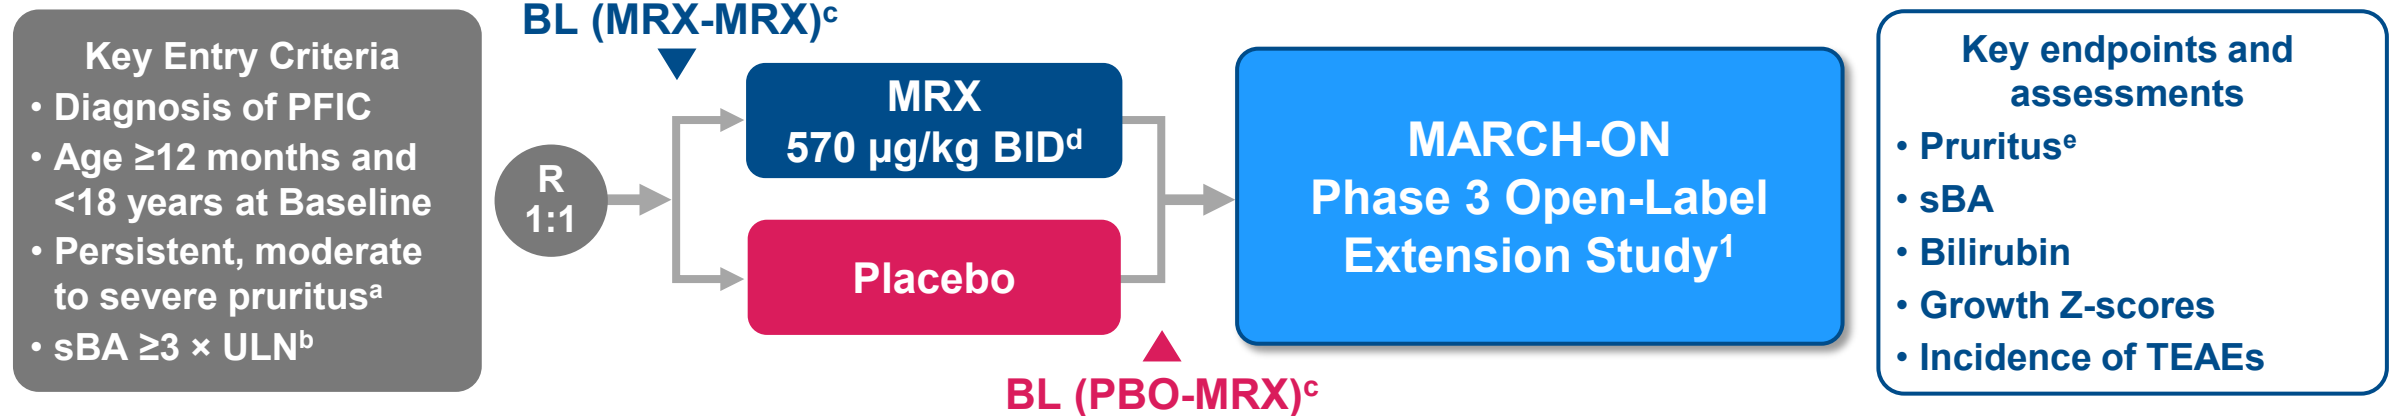 Key Entry Criteria
• Diagnosis of PFIC
• Age ≥12 months and
<18 years at Baseline
• Persistent, moderate
to severe pruritusᵃ
• sBA ≥3 × ULNᵇ
BL (MRX-MRX)ᶜ
R
1:1
MRX
570 µg/kg BIDᵈ
Placebo
BL (PBO-MRX)ᶜ
MARCH-ON
Phase 3 Open-Label
Extension Study¹
Key endpoints and
assessments
• Pruritusᵉ
• sBA
• Bilirubin
• Growth Z-scores
• Incidence of TEAEs